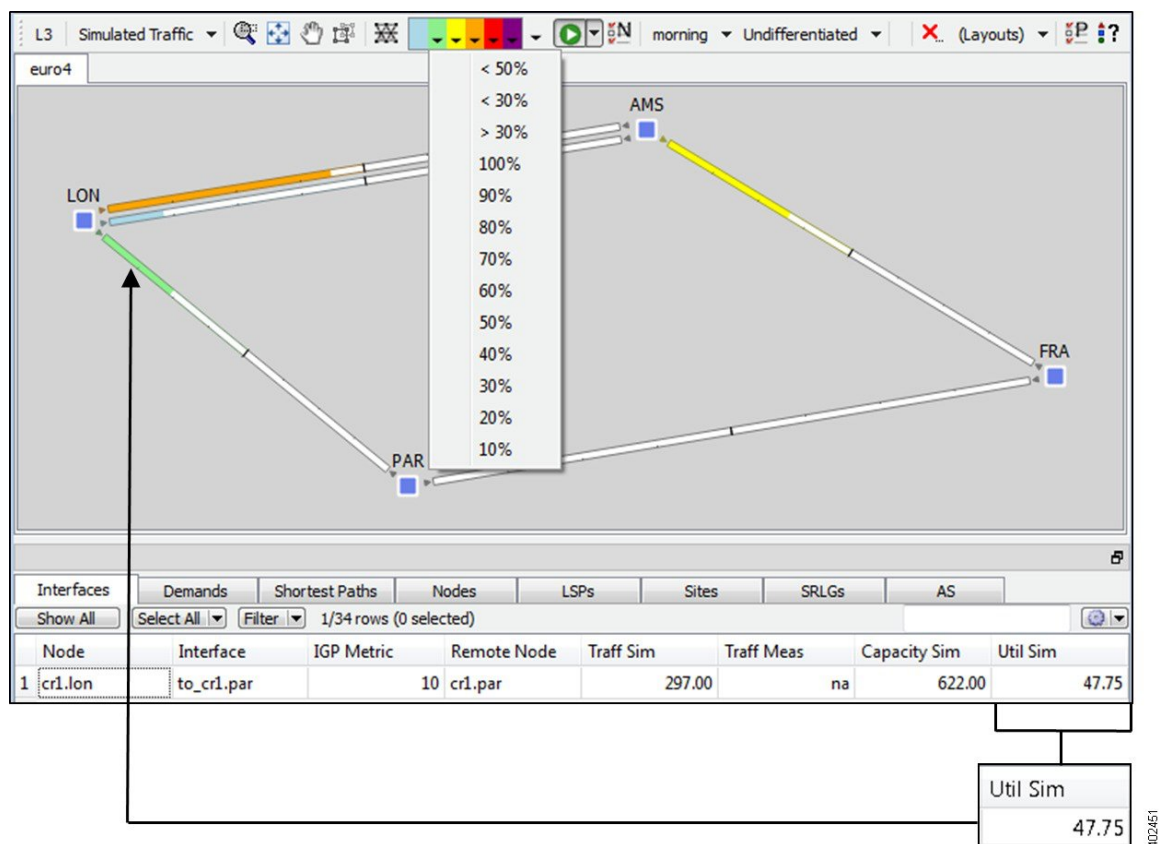 L3 Simulated Traffic morning Undifferentiated (Layouts) ?
euro4
< 50%
< 30%
> 30%
100%
90%
80%
70%
60%
50%
40%
30%
20%
10%
AMS
LON
FRA
PAR
Interfaces Demands Shortest Paths Nodes LSPs Sites SRLGs AS
Show All Select All Filter 1/34 rows (0 selected)
Node Interface IGP Metric Remote Node Traff Sim Traff Meas Capacity Sim Util Sim
1 cr1.lon to_cr1.par 10 cr1.par 297.00 na 622.00 47.75
Util Sim
47.75
402451